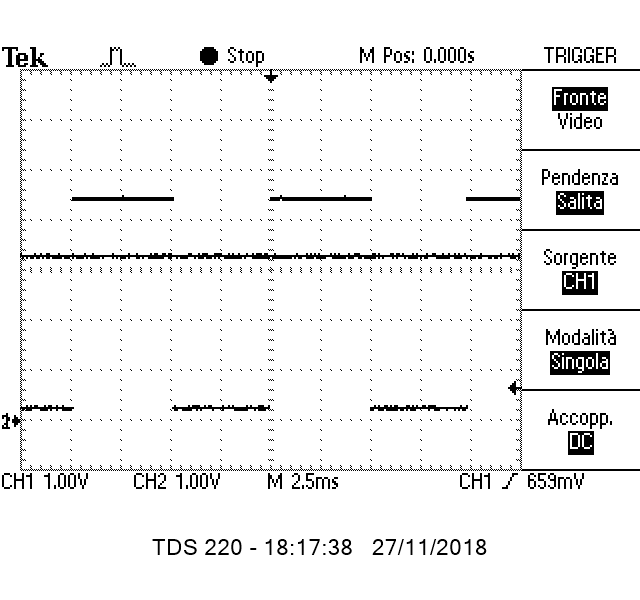 Tek Stop M Pos: 0.000s TRIGGER
Fronte
Video
Pendenza
Salita
Sorgente
CH1
Modalità
Singola
Accopp.
DC
2
CH1 1.00V CH2 1.00V M 2.5ms CH1 659mV
TDS 220 - 18:17:38 27/11/2018